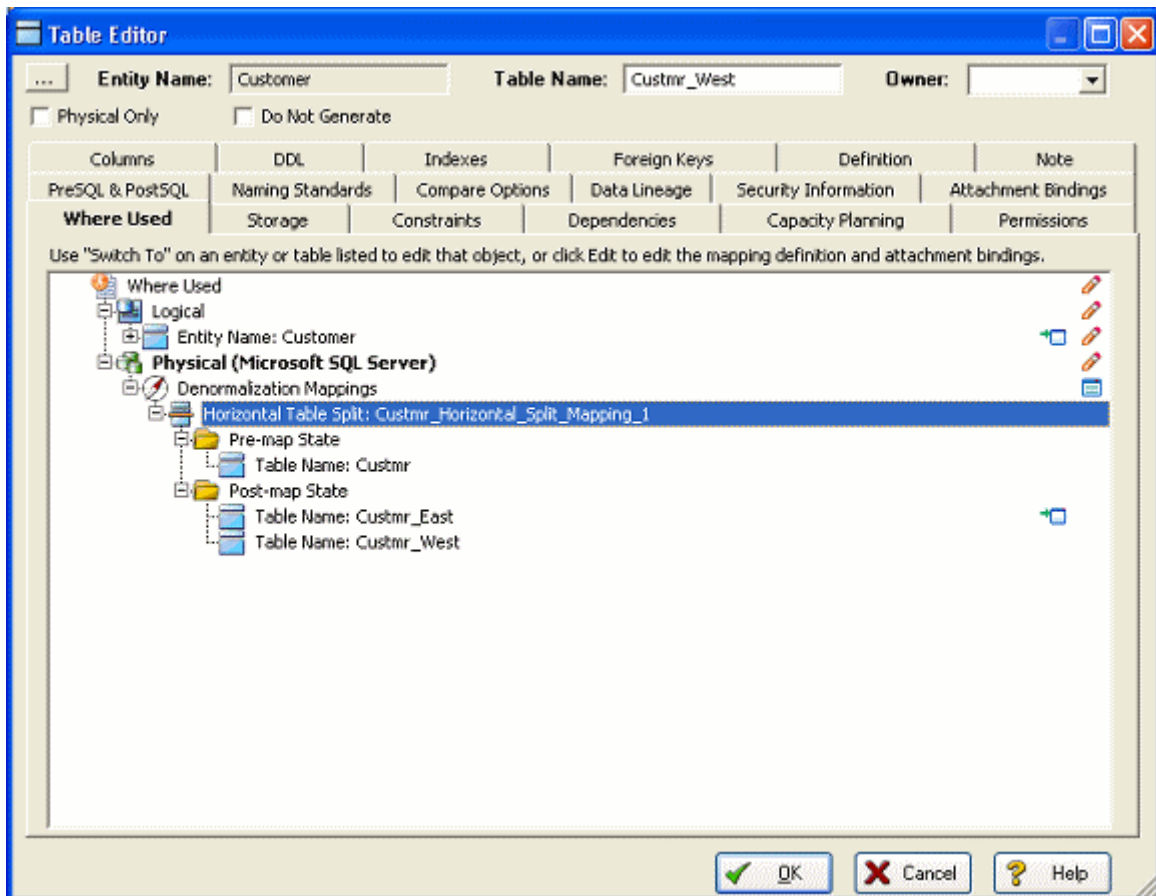 Table Editor
... Entity Name: Customer Table Name: Custmr_West Owner:
Physical Only Do Not Generate
Columns DDL Indexes Foreign Keys Definition Note
PreSQL & PostSQL Naming Standards Compare Options Data Lineage Security Information Attachment Bindings
Where Used Storage Constraints Dependencies Capacity Planning Permissions
Use "Switch To" on an entity or table listed to edit that object, or click Edit to edit the mapping definition and attachment bindings.
Where Used
Logical
Entity Name: Customer
Physical (Microsoft SQL Server)
Denormalization Mappings
Horizontal Table Split: Custmr_Horizontal_Split_Mapping_1
Pre-map State
Table Name: Custmr
Post-map State
Table Name: Custmr_East
Table Name: Custmr_West
OK Cancel Help